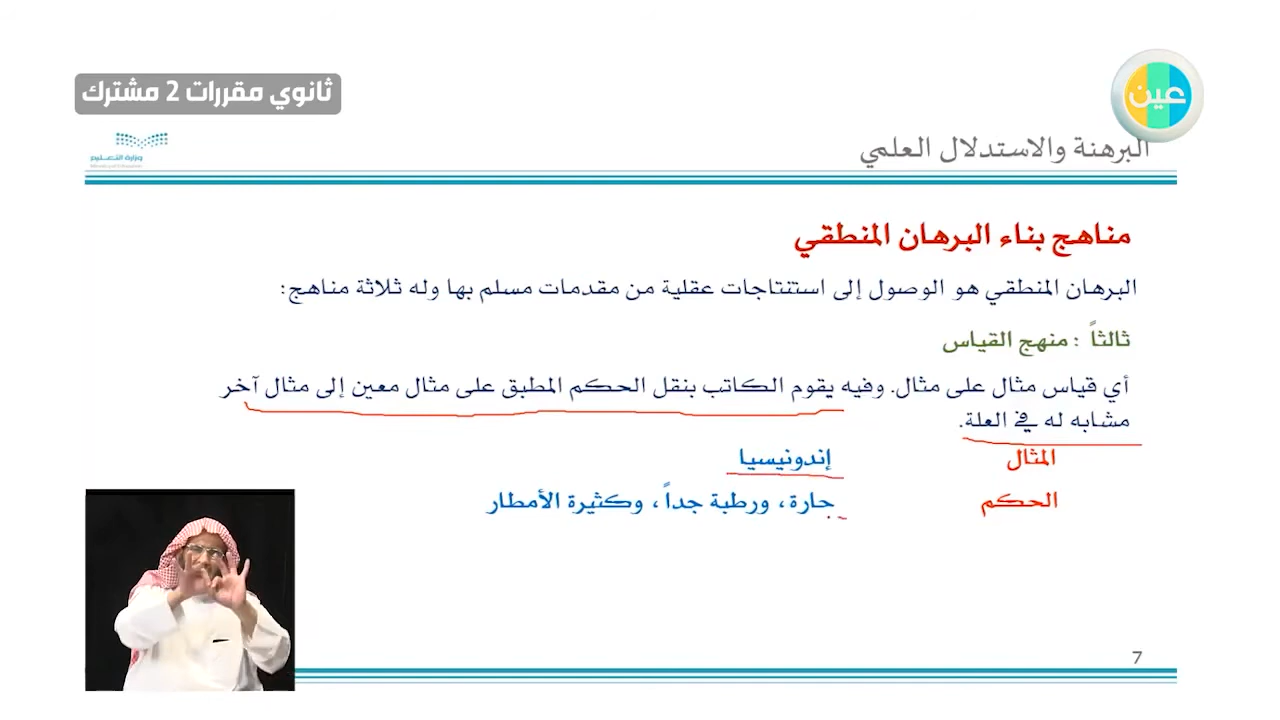 ثانوي مقررات 2 مشترك
عين
وزارة التعليم
البرهنة والاستدلال العلمي
مناهج بناء البرهان المنطقي
البرهان المنطقي هو الوصول إلى استنتاجات عقلية من مقدمات مسلم بها وله ثلاثة مناهج:
ثالثاً : منهج القياس
أي قياس مثال على مثال. وفيه يقوم الكاتب بنقل الحكم المطبق على مثال معين إلى مثال آخر
مشابه له في العلة.
المثال إندونيسيا
الحكم حارة، ورطبة جداً، وكثيرة الأمطار
7